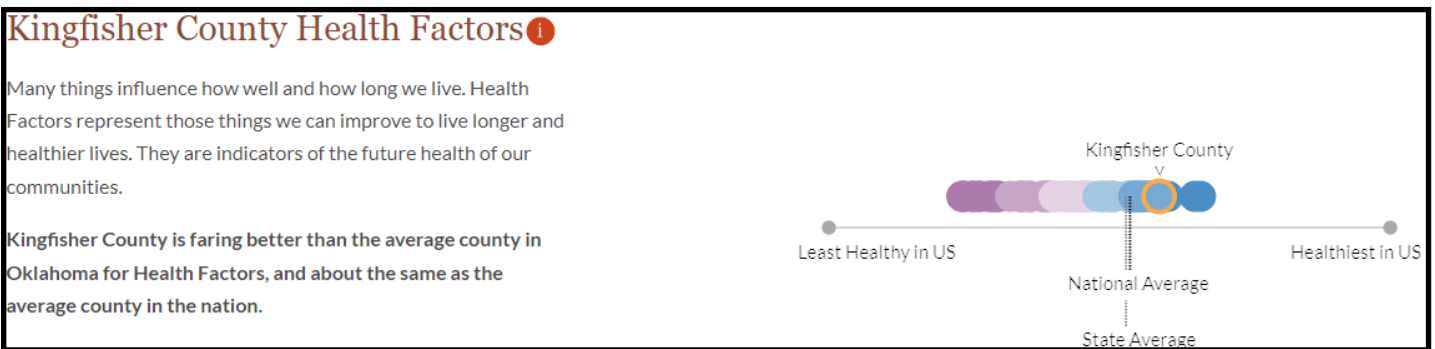 Kingfisher County Health Factors i
Many things influence how well and how long we live. Health
Factors represent those things we can improve to live longer and
healthier lives. They are indicators of the future health of our
communities.
Kingfisher County is faring better than the average county in
Oklahoma for Health Factors, and about the same as the
average county in the nation.
Kingfisher County
Least Healthy in US
Healthiest in US
National Average
State Average